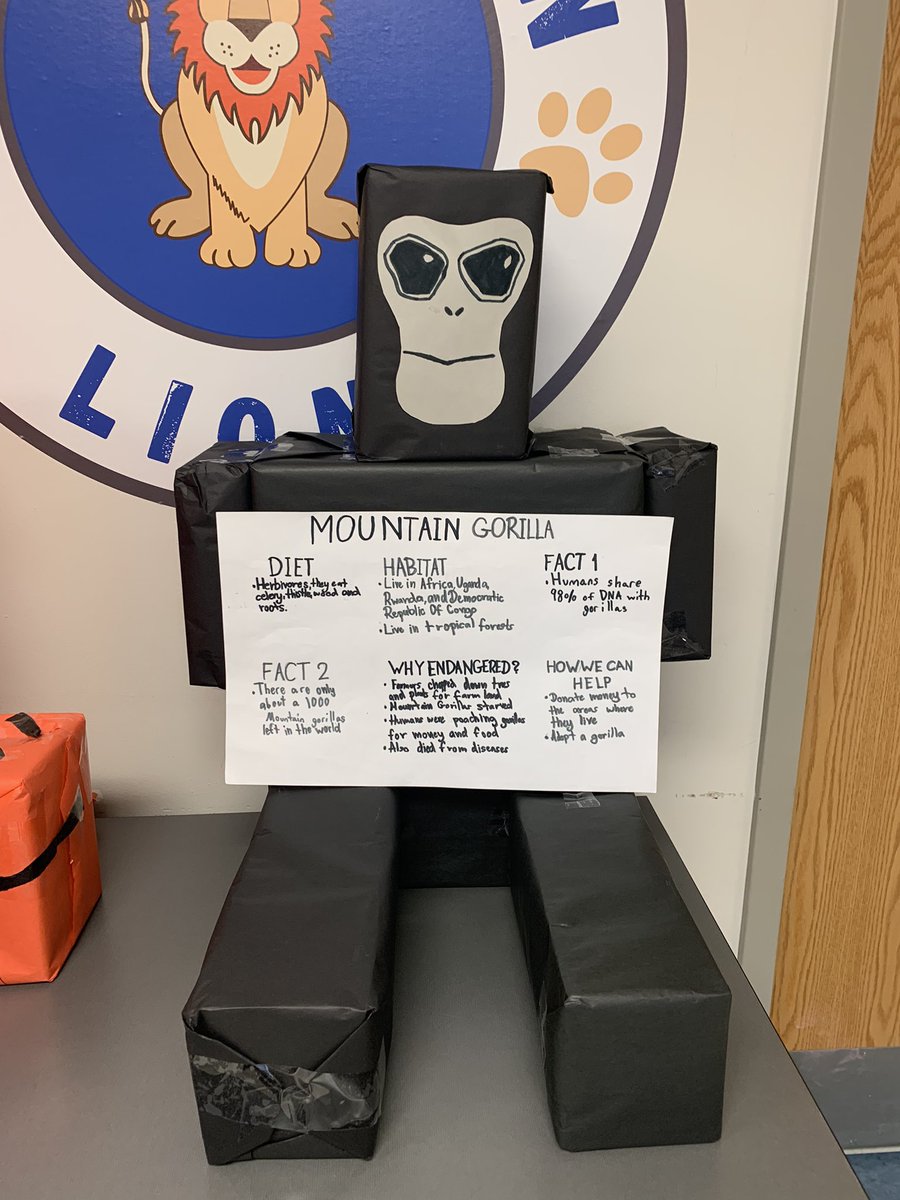 LION
MOUNTAIN GORILLA
DIET
• Herbivores, they eat
celery, thistle, wood and
roots.
HABITAT
• Live in Africa, Uganda,
Rwanda, and Democratic
Republic Of Congo
• Live in tropical forests
FACT 1
• Humans share
98% of DNA with
gorillas
FACT 2
• There are only
about a 1000
Mountain gorillas
left in the world
WHY ENDANGERED?
• Famours, chopped down tres
and plants for farm land
• Mountain Gorillas starved
• Humans were poaching gorillas
for money and food
• Also died from diseases
HOW WE CAN
HELP
• Donate money to
the areas where
they live
• Adopt a gorilla